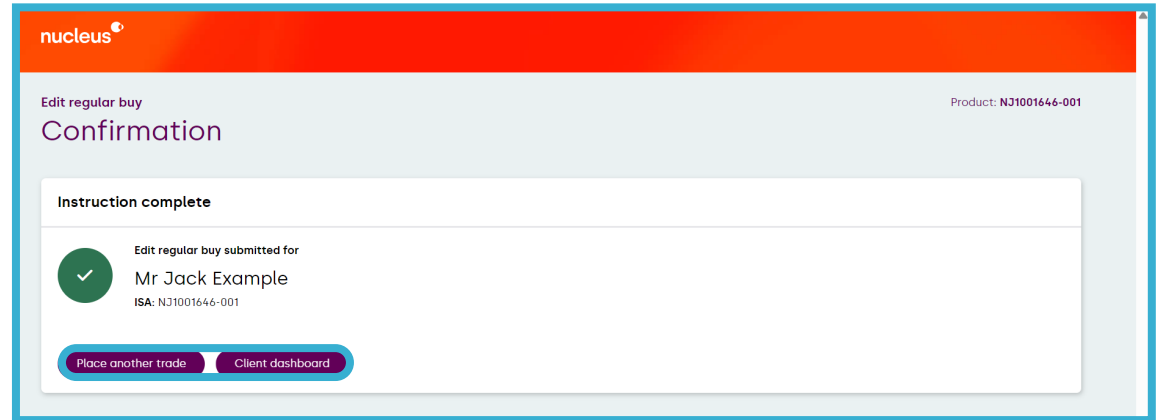 nucleus
Edit regular buy
Product: NJ1001646-001
Confirmation
Instruction complete
Edit regular buy submitted for
Mr Jack Example
ISA: NJ1001646-001
Place another trade
Client dashboard